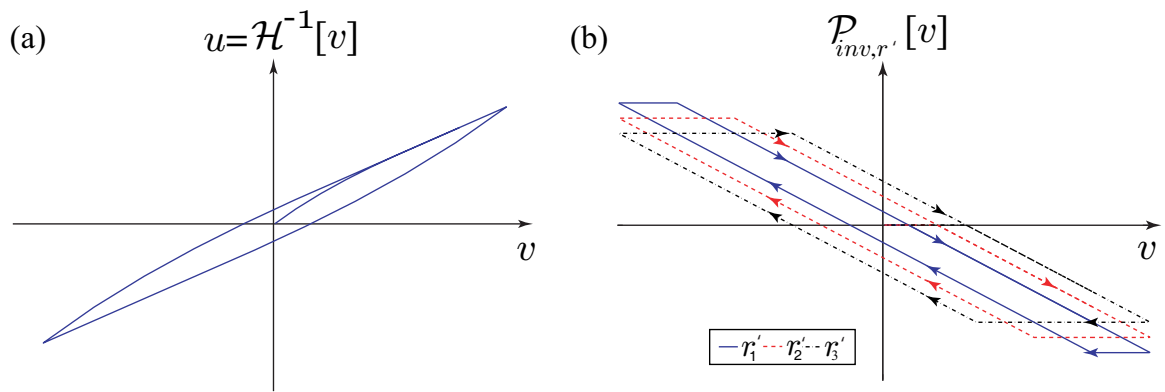 (a)
u=ℋ⁻¹[v]
v
(b)
𝒫inv,r′[v]
v
r₁′ r₂′ r₃′